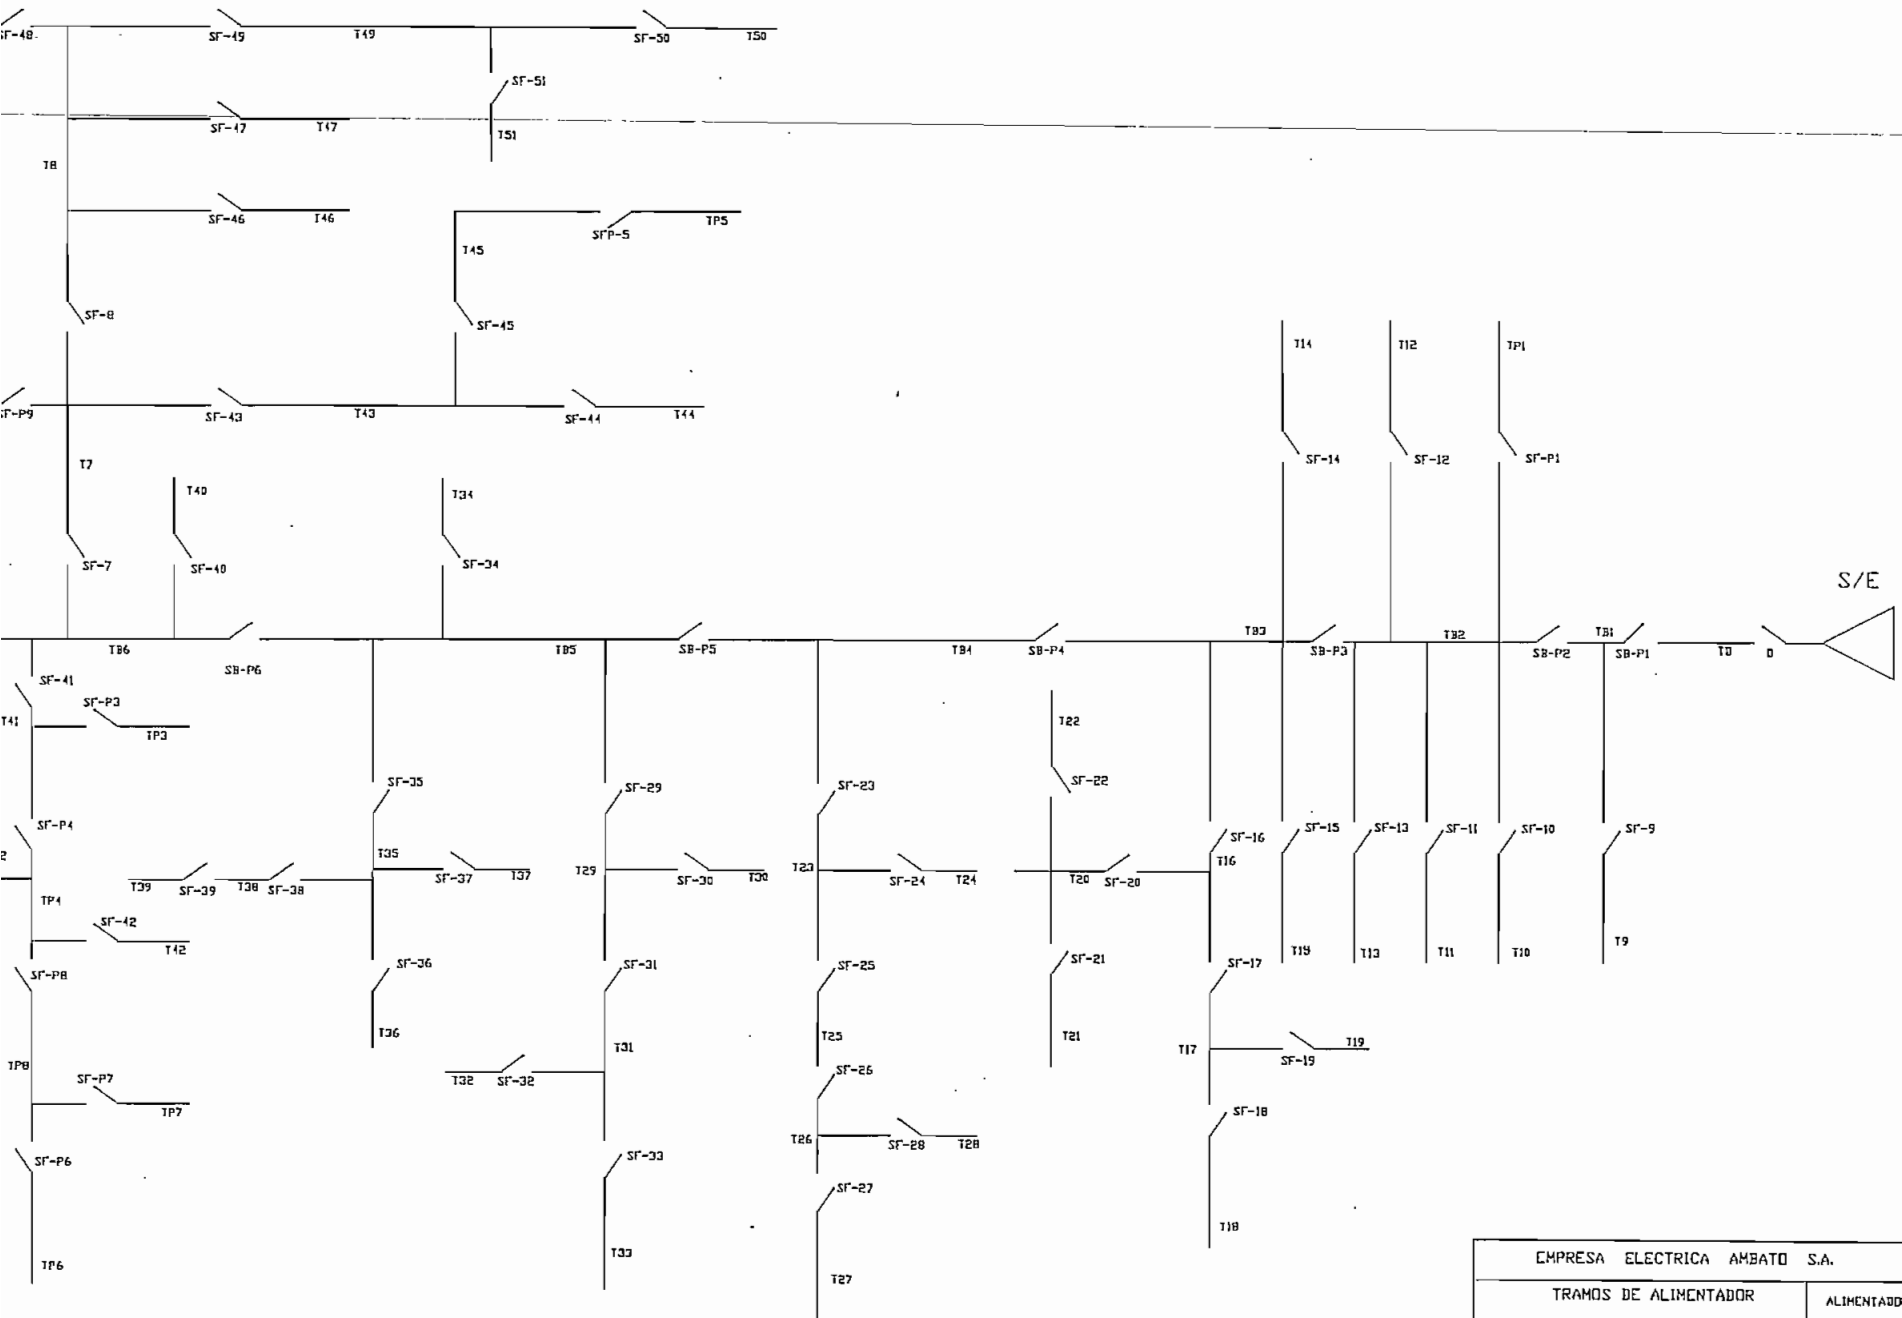 SF-49 T49 SF-50 T50
SF-51
SF-47 T47 T51
T8
SF-46 T46 SFP-5 TP5
T45
SF-8 SF-45
T14 T12 TP1
SF-P9 SF-43 T43 SF-44 T44
T7 SF-14 SF-12 SF-P1
T40 T34
SF-7 SF-40 SF-34
S/E
TB6 SB-P6 TB5 SB-P5 TB4 SB-P4 TB3 SB-P3 TB2 SB-P2 TB1 SB-P1 TD D
SF-41
T41 SF-P3 TP3 T22
SF-35 SF-29 SF-23 SF-22
SF-P4 SF-16 SF-15 SF-13 SF-11 SF-10 SF-9
T35 T16
T39 SF-39 T38 SF-38 SF-37 T37 T29 SF-30 T30 T23 SF-24 T24 T20 SF-20
TP4
SF-42 T42
T19 T13 T11 T10 T9
SF-P8 SF-36 SF-31 SF-25 SF-21 SF-17
T36 T31 T25 T21 T17 SF-19 T19
TP8 SF-P7 TP7 T32 SF-32 SF-26
SF-18
T26 SF-28 T28
SF-P6 SF-33 SF-27
T18
TP6 T33 T27
EMPRESA ELECTRICA AMBATO S.A.
TRAMOS DE ALIMENTADOR